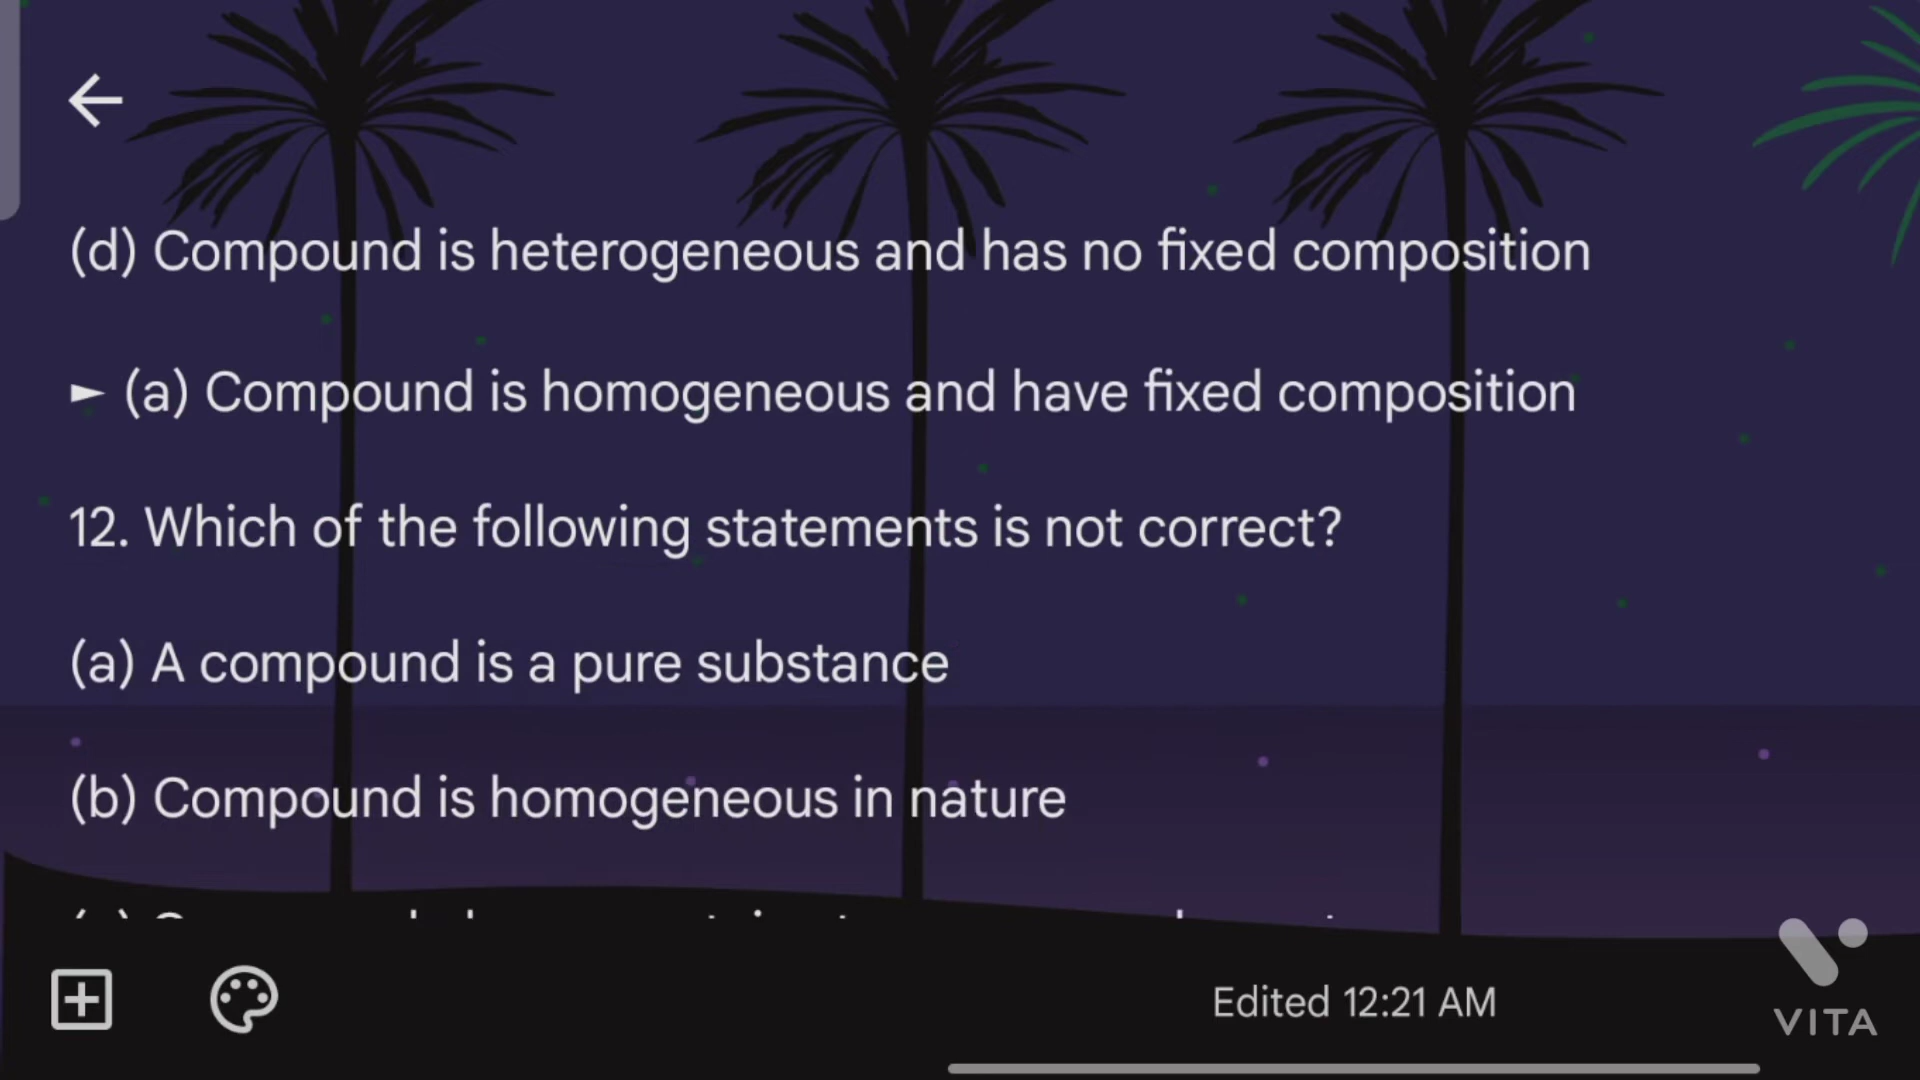 (d) Compound is heterogeneous and has no fixed composition
► (a) Compound is homogeneous and have fixed composition
12. Which of the following statements is not correct?
(a) A compound is a pure substance
(b) Compound is homogeneous in nature
Edited 12:21 AM
VITA